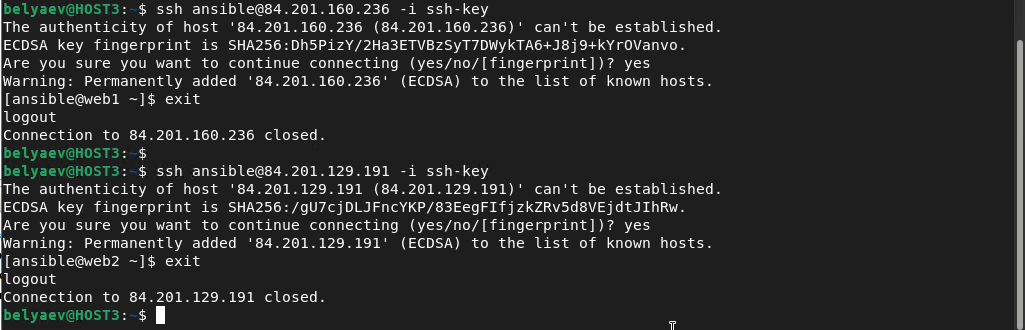 belyaev@HOST3:~$ ssh ansible@84.201.160.236 -i ssh-key
The authenticity of host '84.201.160.236 (84.201.160.236)' can't be established.
ECDSA key fingerprint is SHA256:Dh5PizY/2Ha3ETVBzSyT7DWykTA6+J8j9+kYrOVanvo.
Are you sure you want to continue connecting (yes/no/[fingerprint])? yes
Warning: Permanently added '84.201.160.236' (ECDSA) to the list of known hosts.
[ansible@web1 ~]$ exit
logout
Connection to 84.201.160.236 closed.
belyaev@HOST3:~$
belyaev@HOST3:~$ ssh ansible@84.201.129.191 -i ssh-key
The authenticity of host '84.201.129.191 (84.201.129.191)' can't be established.
ECDSA key fingerprint is SHA256:/gU7cjDLJFncYKP/83EegFIfjzkZRv5d8VEjdtJIhRw.
Are you sure you want to continue connecting (yes/no/[fingerprint])? yes
Warning: Permanently added '84.201.129.191' (ECDSA) to the list of known hosts.
[ansible@web2 ~]$ exit
logout
Connection to 84.201.129.191 closed.
belyaev@HOST3:~$